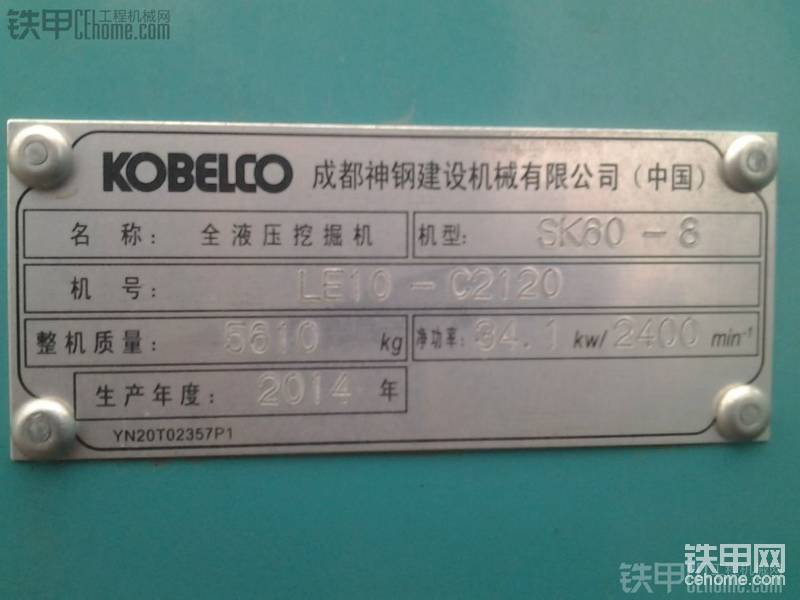 铁甲 工程机械网
CEhome.com
KOBELCO 成都神钢建设机械有限公司（中国）
名 称： 全液压挖掘机 机型： SK60-8
机 号： LE10-C2120
整机质量： 5610 kg 净功率： 34.1 kw/ 2400 min⁻¹
生产年度： 2014 年
YN20T02357P1
铁甲网
cehome.com